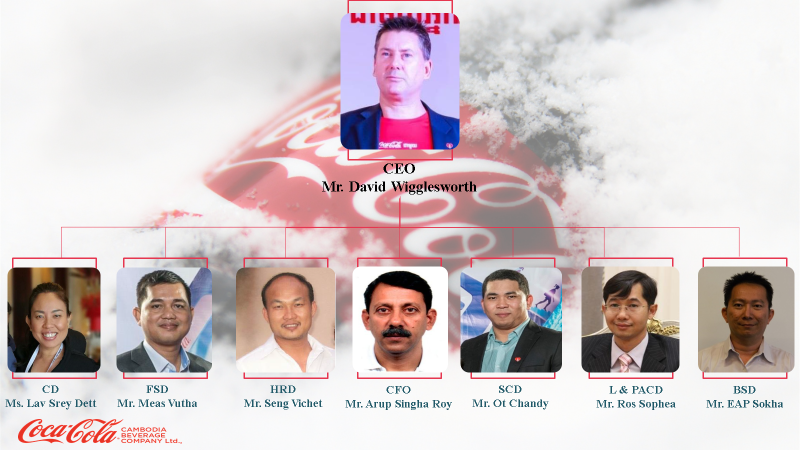 CEO
Mr. David Wigglesworth
CD
Ms. Lav Srey Dett
FSD
Mr. Meas Vutha
HRD
Mr. Seng Vichet
CFO
Mr. Arup Singha Roy
SCD
Mr. Ot Chandy
L & PACD
Mr. Ros Sophea
BSD
Mr. EAP Sokha
Coca-Cola
CAMBODIA
BEVERAGE
COMPANY Ltd.,